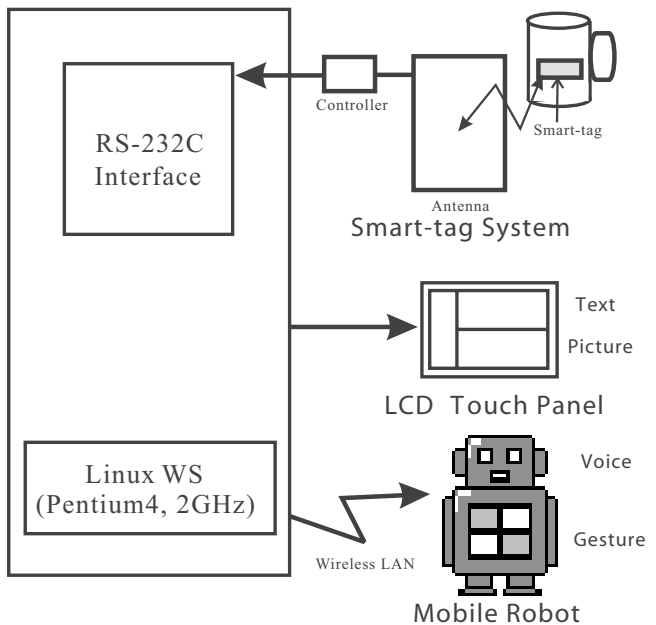 RS-232C
Interface
Controller
Smart-tag
Antenna
Smart-tag System
Text
Picture
LCD Touch Panel
Linux WS
(Pentium4, 2GHz)
Wireless LAN
Voice
Gesture
Mobile Robot